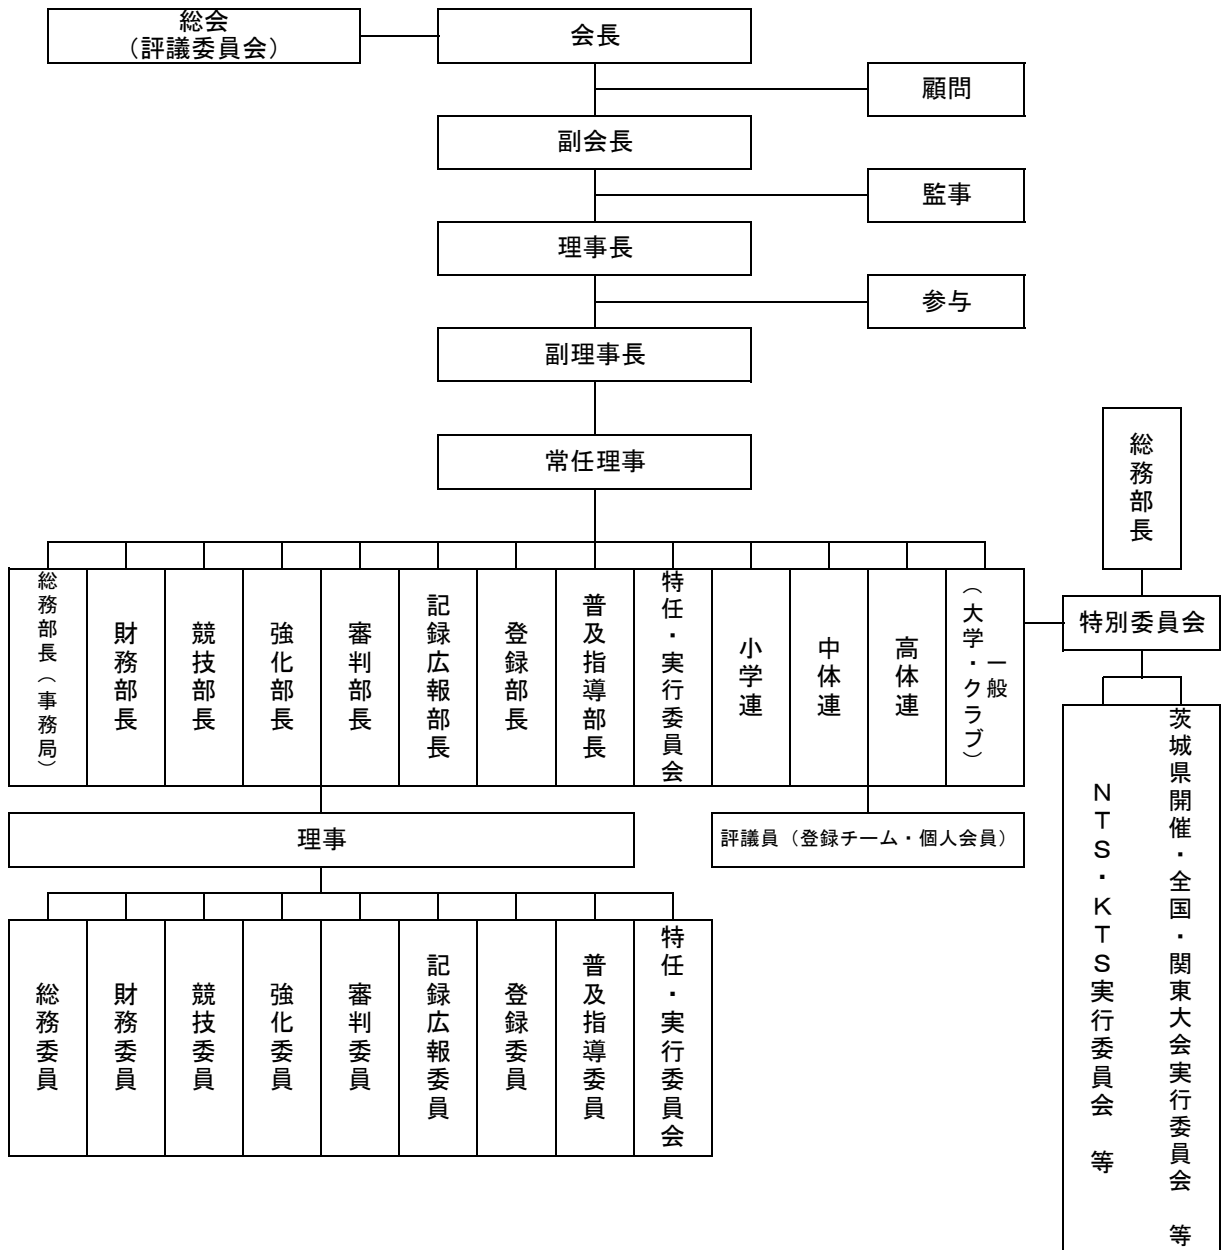 総会
（評議委員会）
会長
顧問
副会長
監事
理事長
参与
副理事長
常任理事
総務部長
総務部長（事務局）
財務部長
競技部長
強化部長
審判部長
記録広報部長
登録部長
普及指導部長
特任・実行委員会
小学連
中体連
高体連
一般
（大学・クラブ）
特別委員会
理事
評議員（登録チーム・個人会員）
総務委員
財務委員
競技委員
強化委員
審判委員
記録広報委員
登録委員
普及指導委員
特任・実行委員会
茨城県開催・全国・関東大会実行委員会　等
ＮＴＳ・ＫＴＳ実行委員会　等